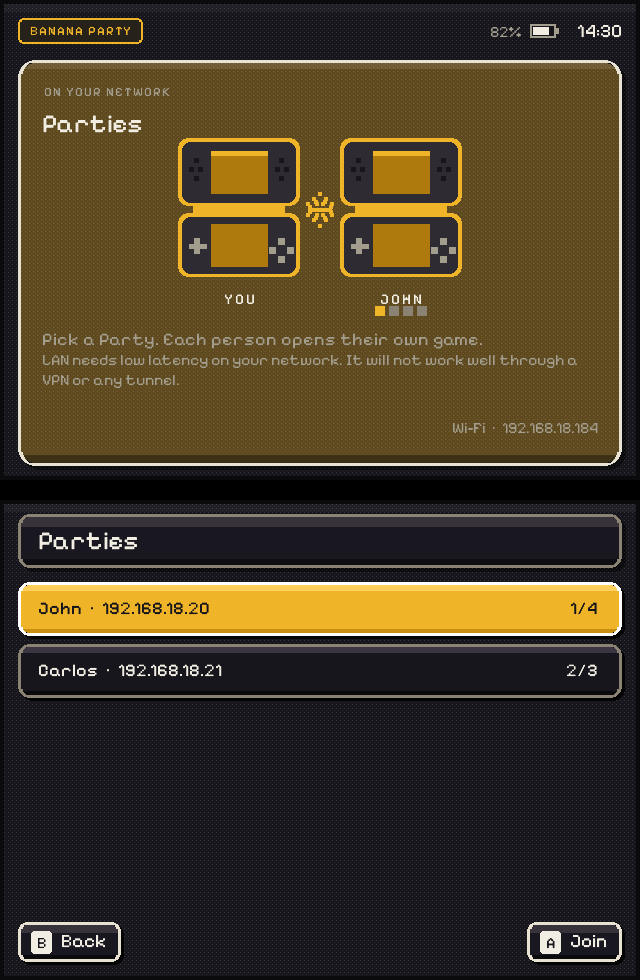 BANANA PARTY
82% 14:30
ON YOUR NETWORK
Parties
YOU JOHN
Pick a Party. Each person opens their own game.
LAN needs low latency on your network. It will not work well through a
VPN or any tunnel.
Wi-Fi · 192.168.18.184
Parties
John · 192.168.18.20 1/4
Carlos · 192.168.18.21 2/3
B Back A Join